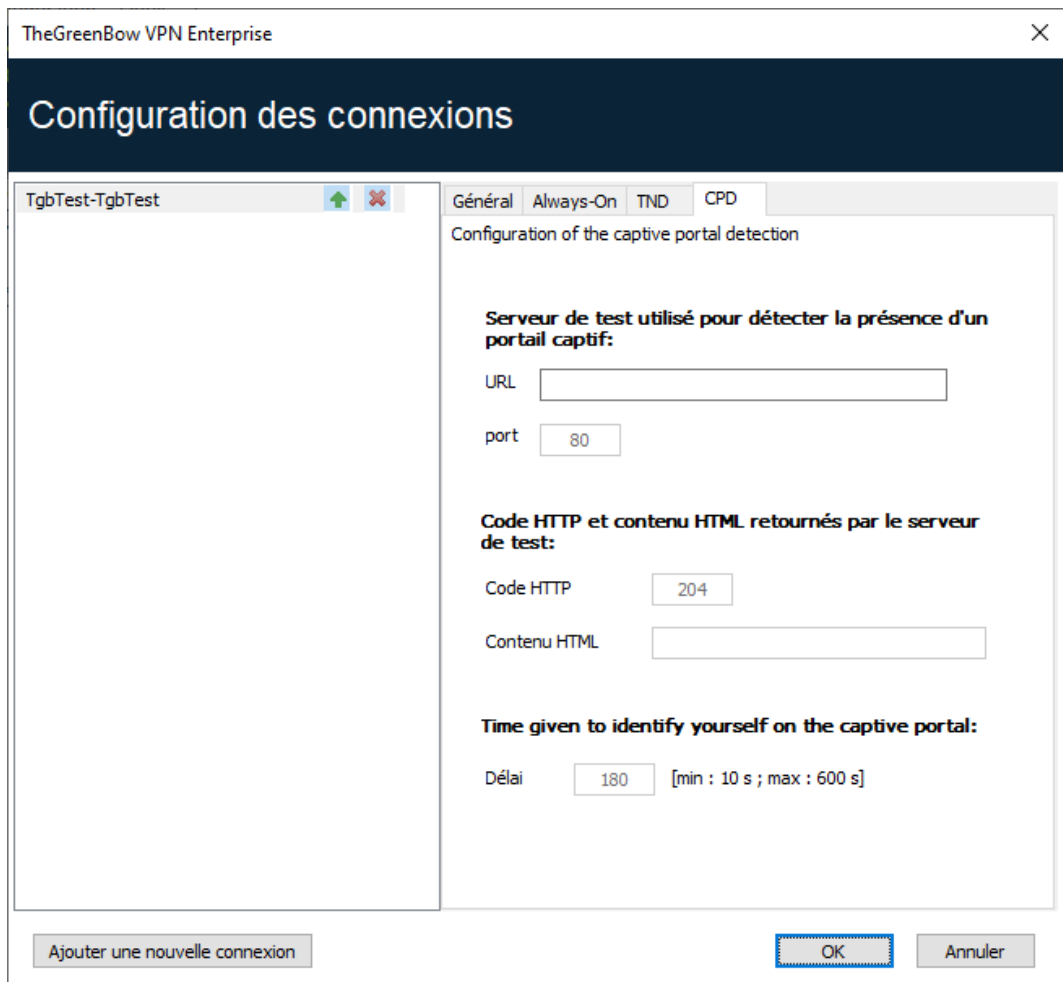 TheGreenBow VPN Enterprise
Configuration des connexions
TgbTest-TgbTest
Général Always-On TND CPD
Configuration of the captive portal detection
Serveur de test utilisé pour détecter la présence d'un
portail captif:
URL
port 80
Code HTTP et contenu HTML retournés par le serveur
de test:
Code HTTP 204
Contenu HTML
Time given to identify yourself on the captive portal:
Délai 180 [min : 10 s ; max : 600 s]
Ajouter une nouvelle connexion OK Annuler